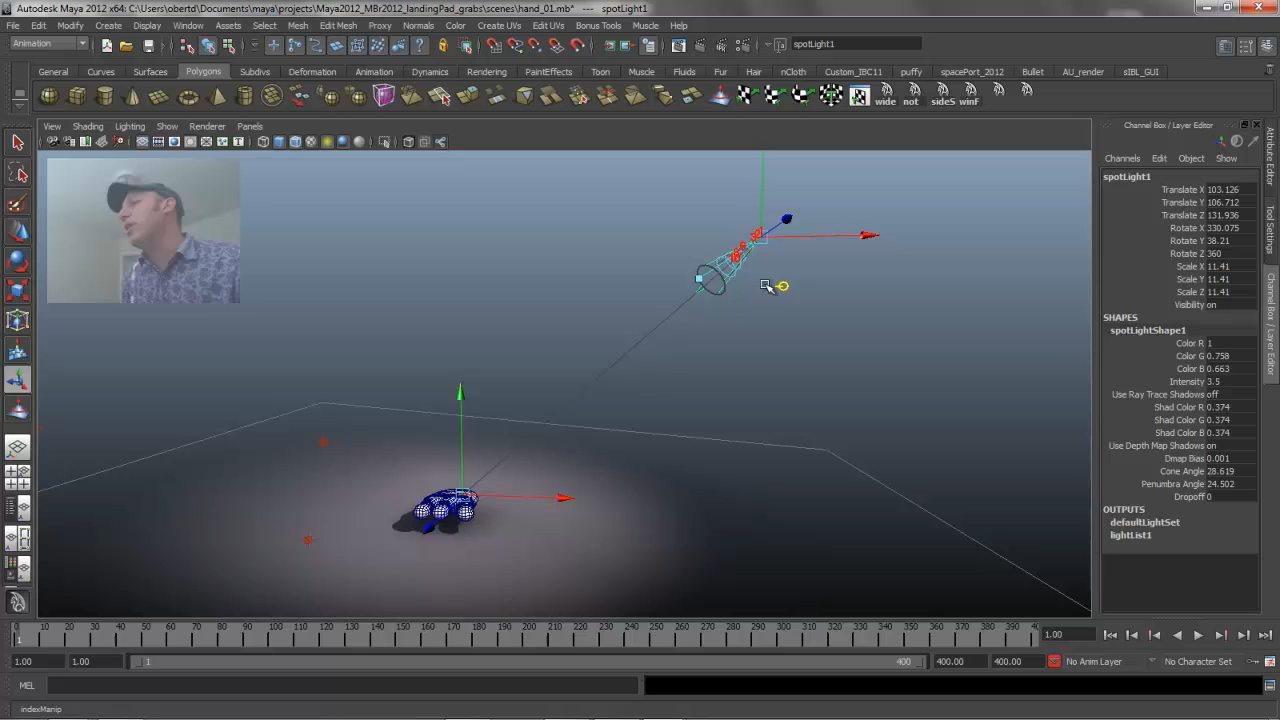 Autodesk Maya 2012 x64: C:\Users\obertd\Documents\maya\projects\Maya2012_MBr2012_landingPad_grabs\scenes\hand_01.mb* --- spotLight1
File Edit Modify Create Display Window Assets Select Mesh Edit Mesh Proxy Normals Color Create UVs Edit UVs Bonus Tools Muscle Help
Animation spotLight1
General Curves Surfaces Polygons Subdivs Deformation Animation Dynamics Rendering PaintEffects Toon Muscle Fluids Fur Hair nCloth Custom_IBC11 puffy spacePort_2012 Bullet AU_render sIBL_GUI
wide not sideS winF
View Shading Lighting Show Renderer Panels
Channel Box / Layer Editor
Channels Edit Object Show
spotLight1
Translate X 103.126
Translate Y 106.712
Translate Z 131.936
Rotate X 330.075
Rotate Y 38.21
Rotate Z 360
Scale X 11.41
Scale Y 11.41
Scale Z 11.41
Visibility on
SHAPES
spotLightShape1
Color R 1
Color G 0.758
Color B 0.663
Intensity 3.5
Use Ray Trace Shadows off
Shad Color R 0.374
Shad Color G 0.374
Shad Color B 0.374
Use Depth Map Shadows on
Dmap Bias 0.001
Cone Angle 28.619
Penumbra Angle 24.502
Dropoff 0
OUTPUTS
defaultLightSet
lightList1
Attribute Editor
Tool Settings
Channel Box / Layer Editor
0 10 20 30 40 50 60 70 80 90 100 110 120 130 140 150 160 170 180 190 200 210 220 230 240 250 260 270 280 290 300 310 320 330 340 350 360 370 380 390 40
1 1.00
1.00 1.00 1 400 400.00 400.00 No Anim Layer No Character Set
MEL
indexManip